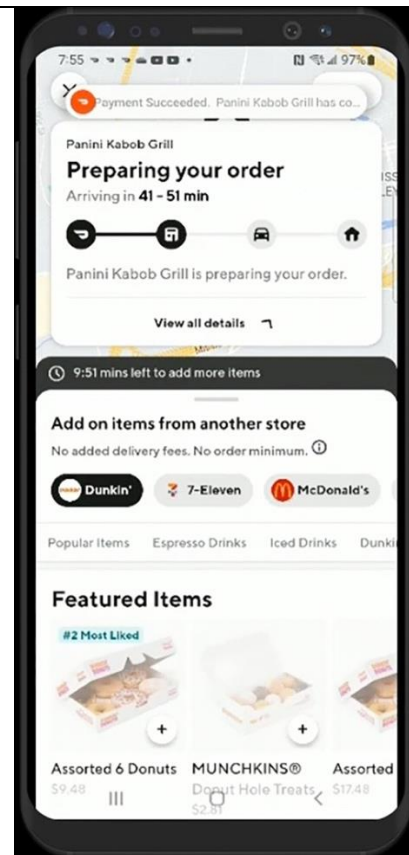 7:55
97%
Payment Succeeded. Panini Kabob Grill has co...
Panini Kabob Grill
Preparing your order
Arriving in 41 - 51 min
Panini Kabob Grill is preparing your order.
View all details
9:51 mins left to add more items
Add on items from another store
No added delivery fees. No order minimum.
Dunkin'
7-Eleven
McDonald's
Popular Items
Espresso Drinks
Iced Drinks
Dunki
Featured Items
#2 Most Liked
Assorted 6 Donuts
$9.48
MUNCHKINS®
Donut Hole Treats
$2.81
Assorted
$17.48